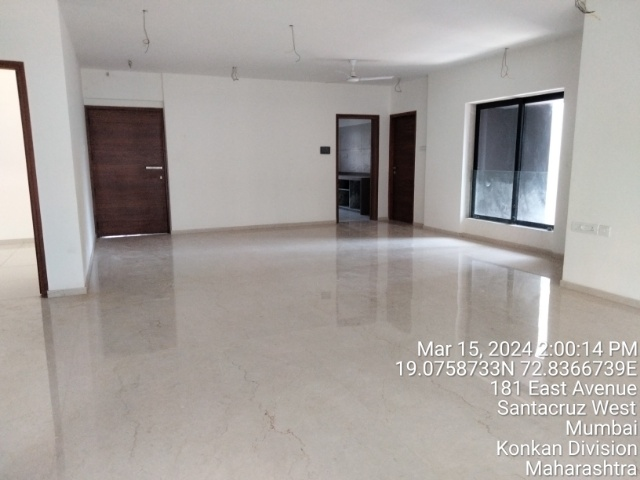 Mar 15, 2024 2:00:14 PM
19.0758733N 72.8366739E
181 East Avenue
Santacruz West
Mumbai
Konkan Division
Maharashtra